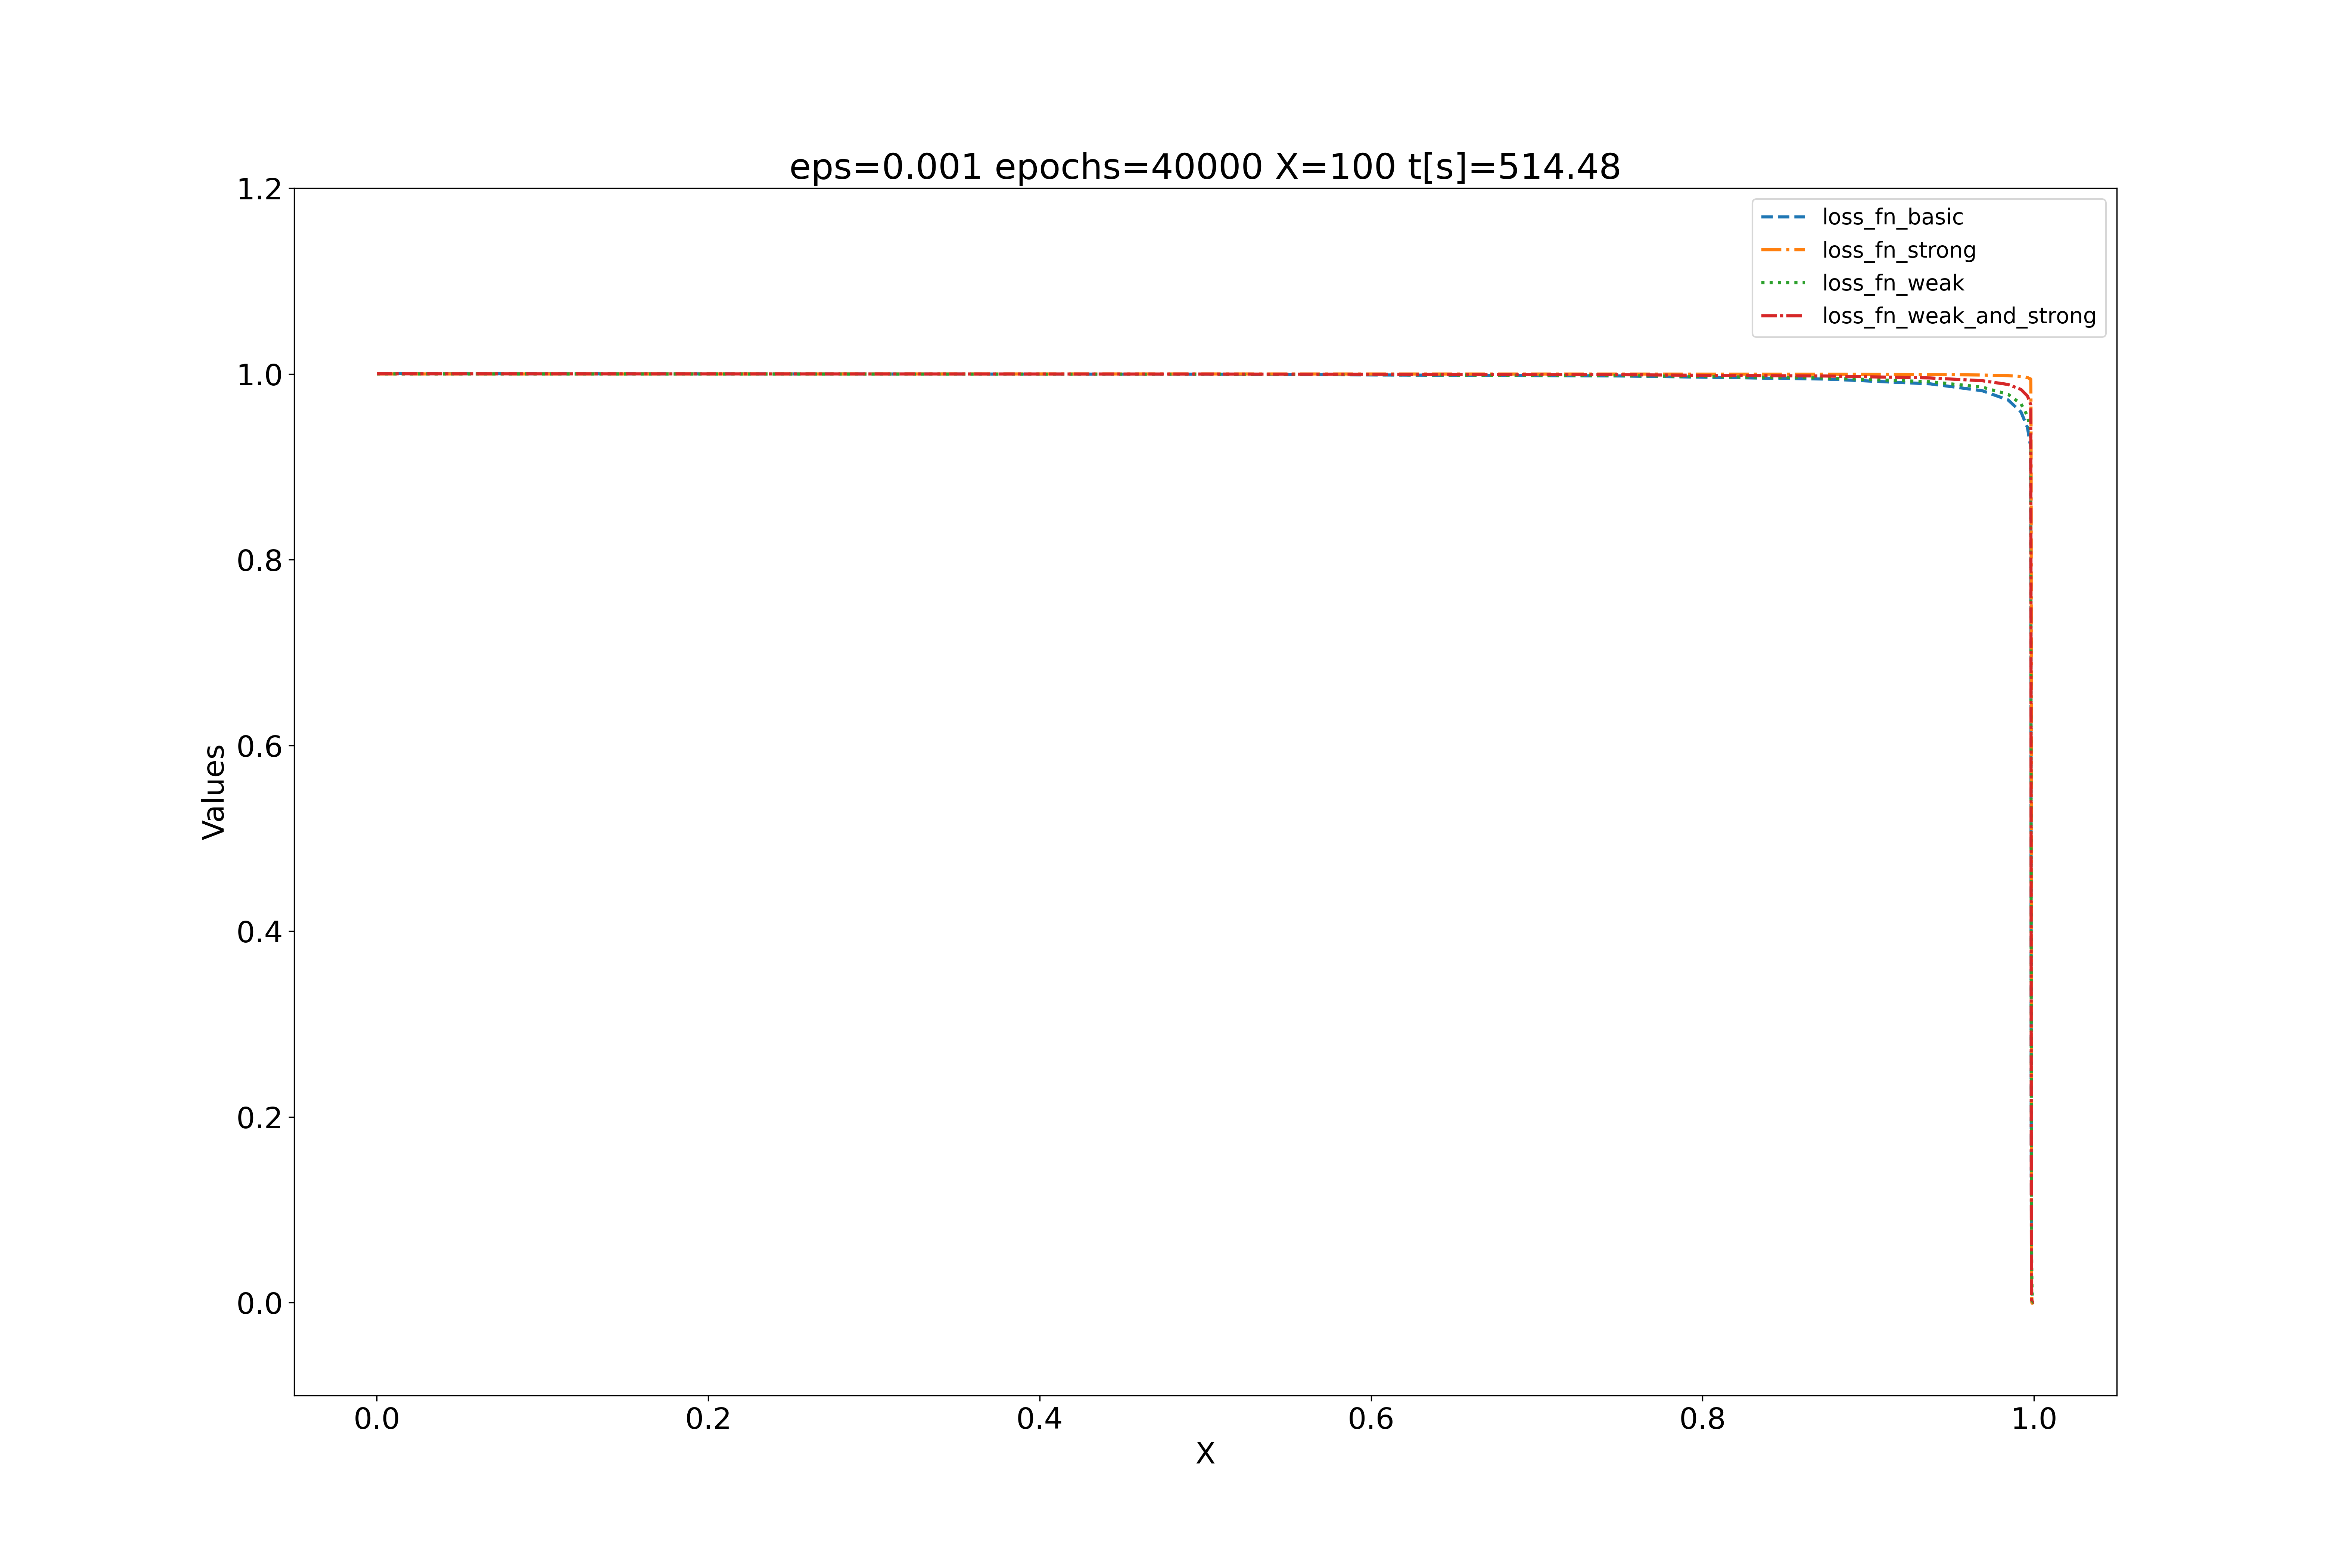 eps=0.001 epochs=40000 X=100 t[s]=514.48
1.2
1.0
0.8
0.6
0.4
0.2
0.0
Values
loss_fn_basic
loss_fn_strong
loss_fn_weak
loss_fn_weak_and_strong
0.0 0.2 0.4 0.6 0.8 1.0
X